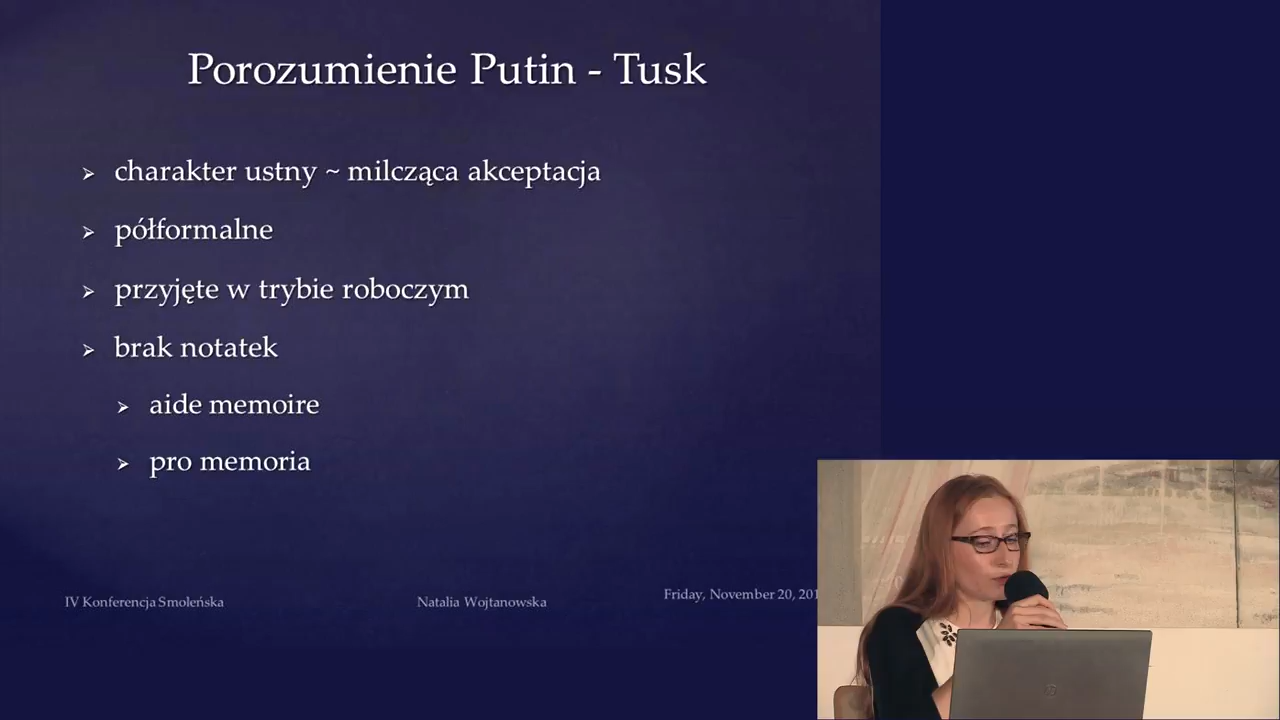 Porozumienie Putin - Tusk
charakter ustny ~ milcząca akceptacja
półformalne
przyjęte w trybie roboczym
brak notatek
aide memoire
pro memoria
IV Konferencja Smoleńska
Natalia Wojtanowska
Friday, November 20, 201